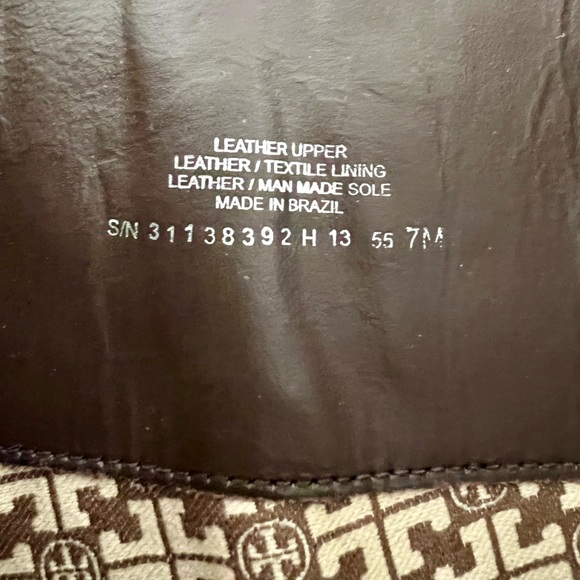 LEATHER UPPER
LEATHER / TEXTILE LINING
LEATHER / MAN MADE SOLE
MADE IN BRAZIL
S/N 31138392 H 13 55 7M